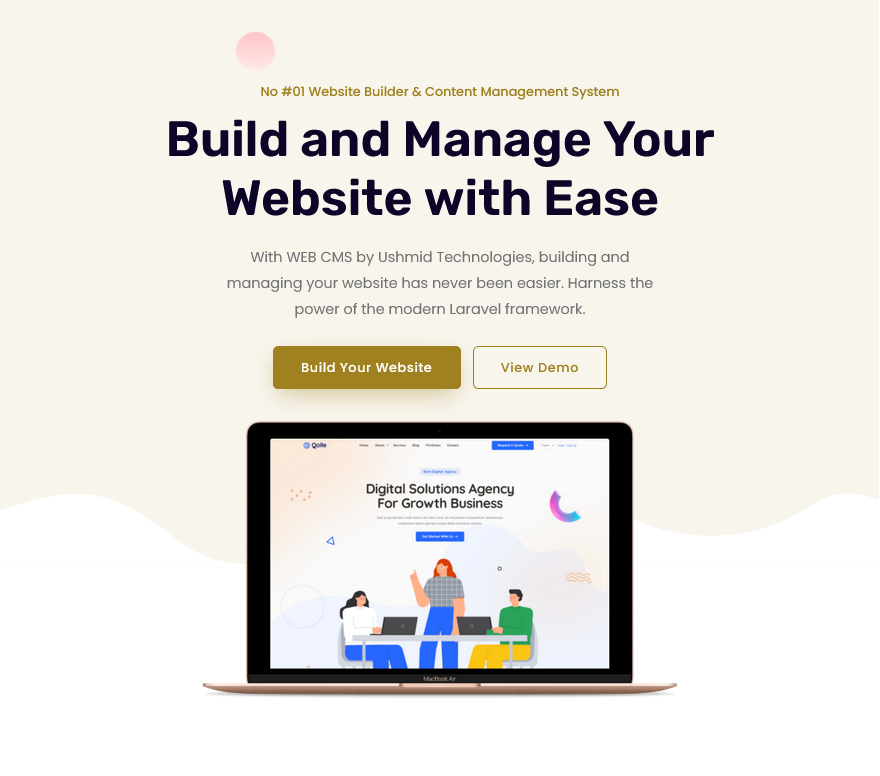 No #01 Website Builder & Content Management System
Build and Manage Your
Website with Ease
With WEB CMS by Ushmid Technologies, building and
managing your website has never been easier. Harness the
power of the modern Laravel framework.
Build Your Website
View Demo
Qolle
Home About Services Blog Portfolios Contact
Request A Quote
Best Digital Agency
Digital Solutions Agency
For Growth Business
Get Started With Us
MacBook Air